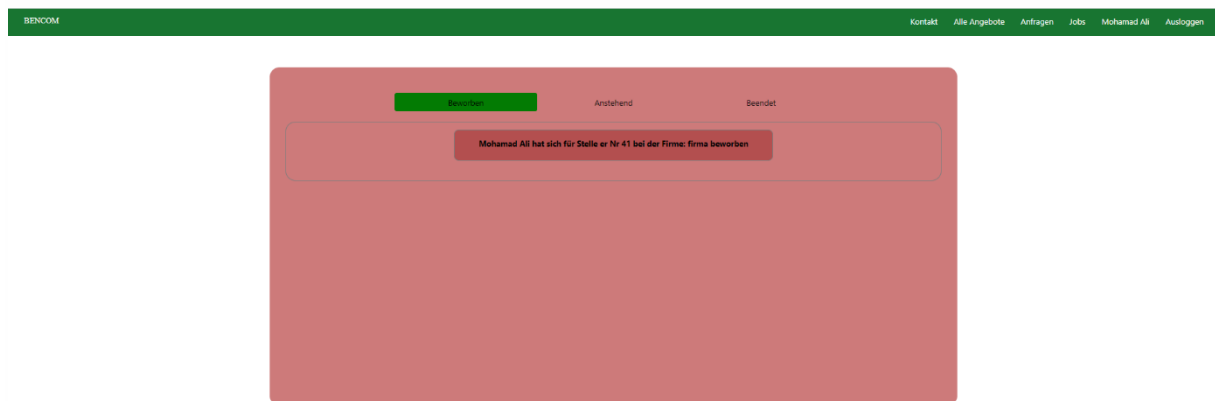 BENCOM Kontakt Alle Angebote Anfragen Jobs Mohamad Ali Ausloggen
Beworben Anstehend Beendet
Mohamad Ali hat sich für Stelle er Nr 41 bei der Firme: firma beworben